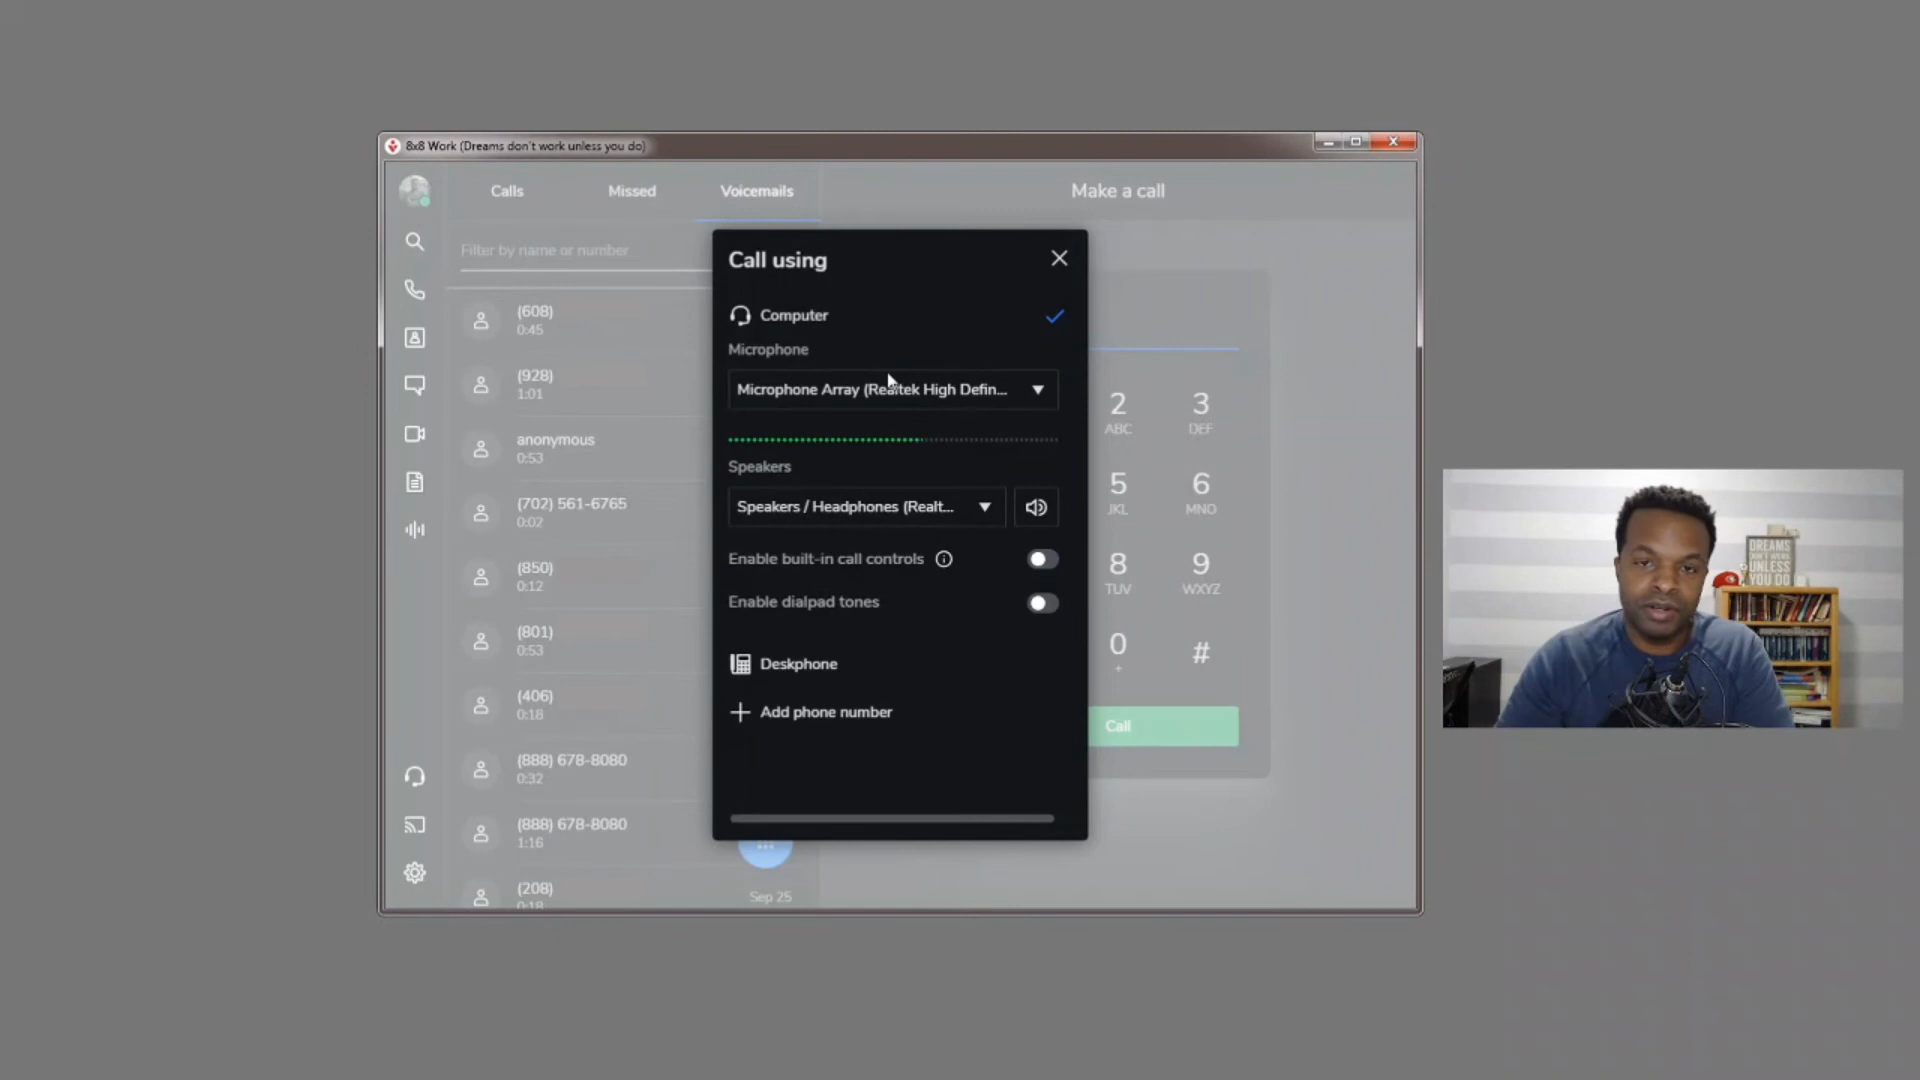 8x8 Work (Dreams don't work unless you do)
Calls
Missed
Voicemails
Make a call
Filter by name or number
Call using
Computer
Microphone
Microphone Array (Realtek High Defin...
Speakers
Speakers / Headphones (Realt...
Enable built-in call controls
Enable dialpad tones
Deskphone
Add phone number
(608)
0:45
(928)
1:01
anonymous
0:53
(702) 561-6765
0:02
(850)
0:12
(801)
0:53
(406)
0:18
(888) 678-8080
0:32
(888) 678-8080
1:16
(208)
0:18
Sep 25
2
ABC
3
DEF
5
JKL
6
MNO
8
TUV
9
WXYZ
0
+
#
Call
DREAMS
DON'T WORK
UNLESS
YOU DO